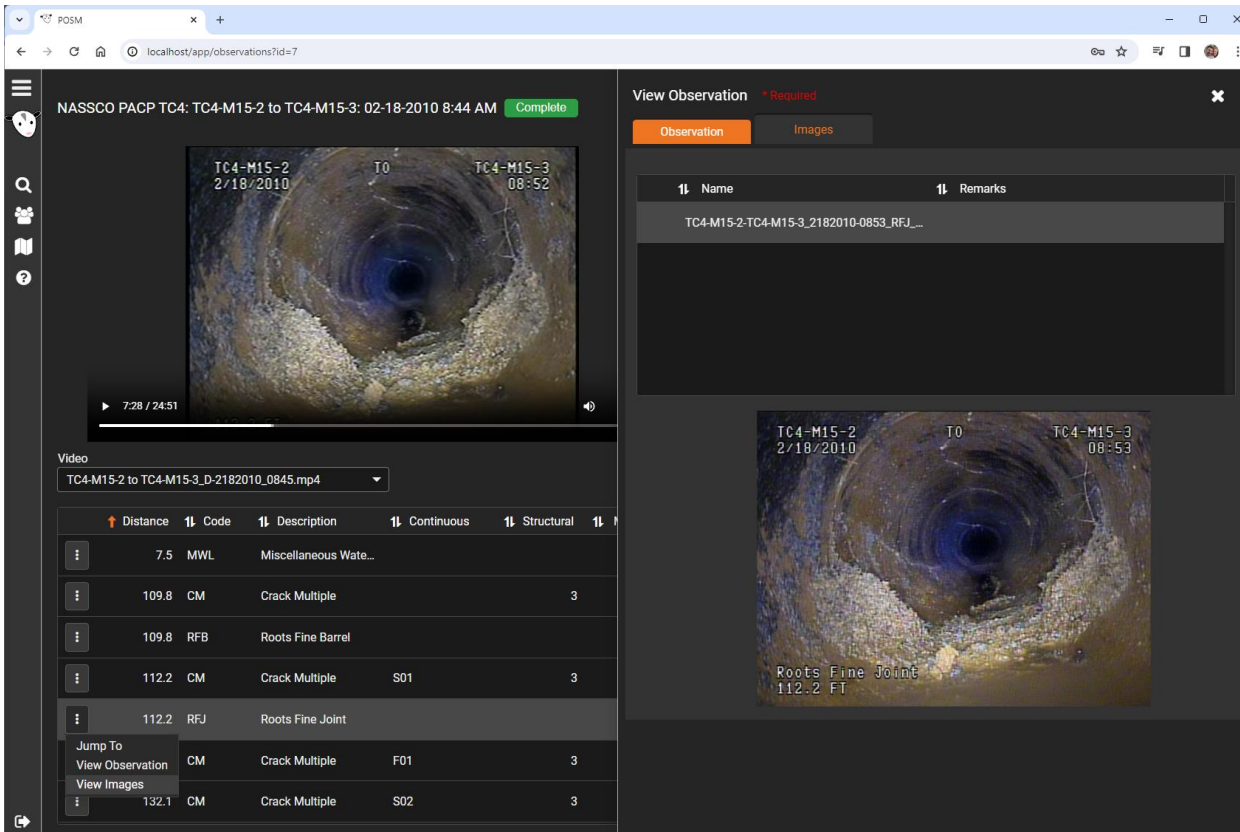 POSM
localhost/app/observations?id=7
NASSCO PACP TC4: TC4-M15-2 to TC4-M15-3: 02-18-2010 8:44 AM Complete
TC4-M15-2 TO TC4-M15-3
2/18/2010 08:52
7:28 / 24:51
Video
TC4-M15-2 to TC4-M15-3_D-2182010_0845.mp4
Distance Code Description Continuous Structural
7.5 MWL Miscellaneous Wate...
109.8 CM Crack Multiple 3
109.8 RFB Roots Fine Barrel
112.2 CM Crack Multiple S01 3
112.2 RFJ Roots Fine Joint
Jump To
View Observation
View Images
CM Crack Multiple F01 3
132.1 CM Crack Multiple S02 3
View Observation * Required
Observation Images
Name Remarks
TC4-M15-2-TC4-M15-3_2182010-0853_RFJ_...
TC4-M15-2 TO TC4-M15-3
2/18/2010 08:53
Roots Fine Joint
112.2 FT